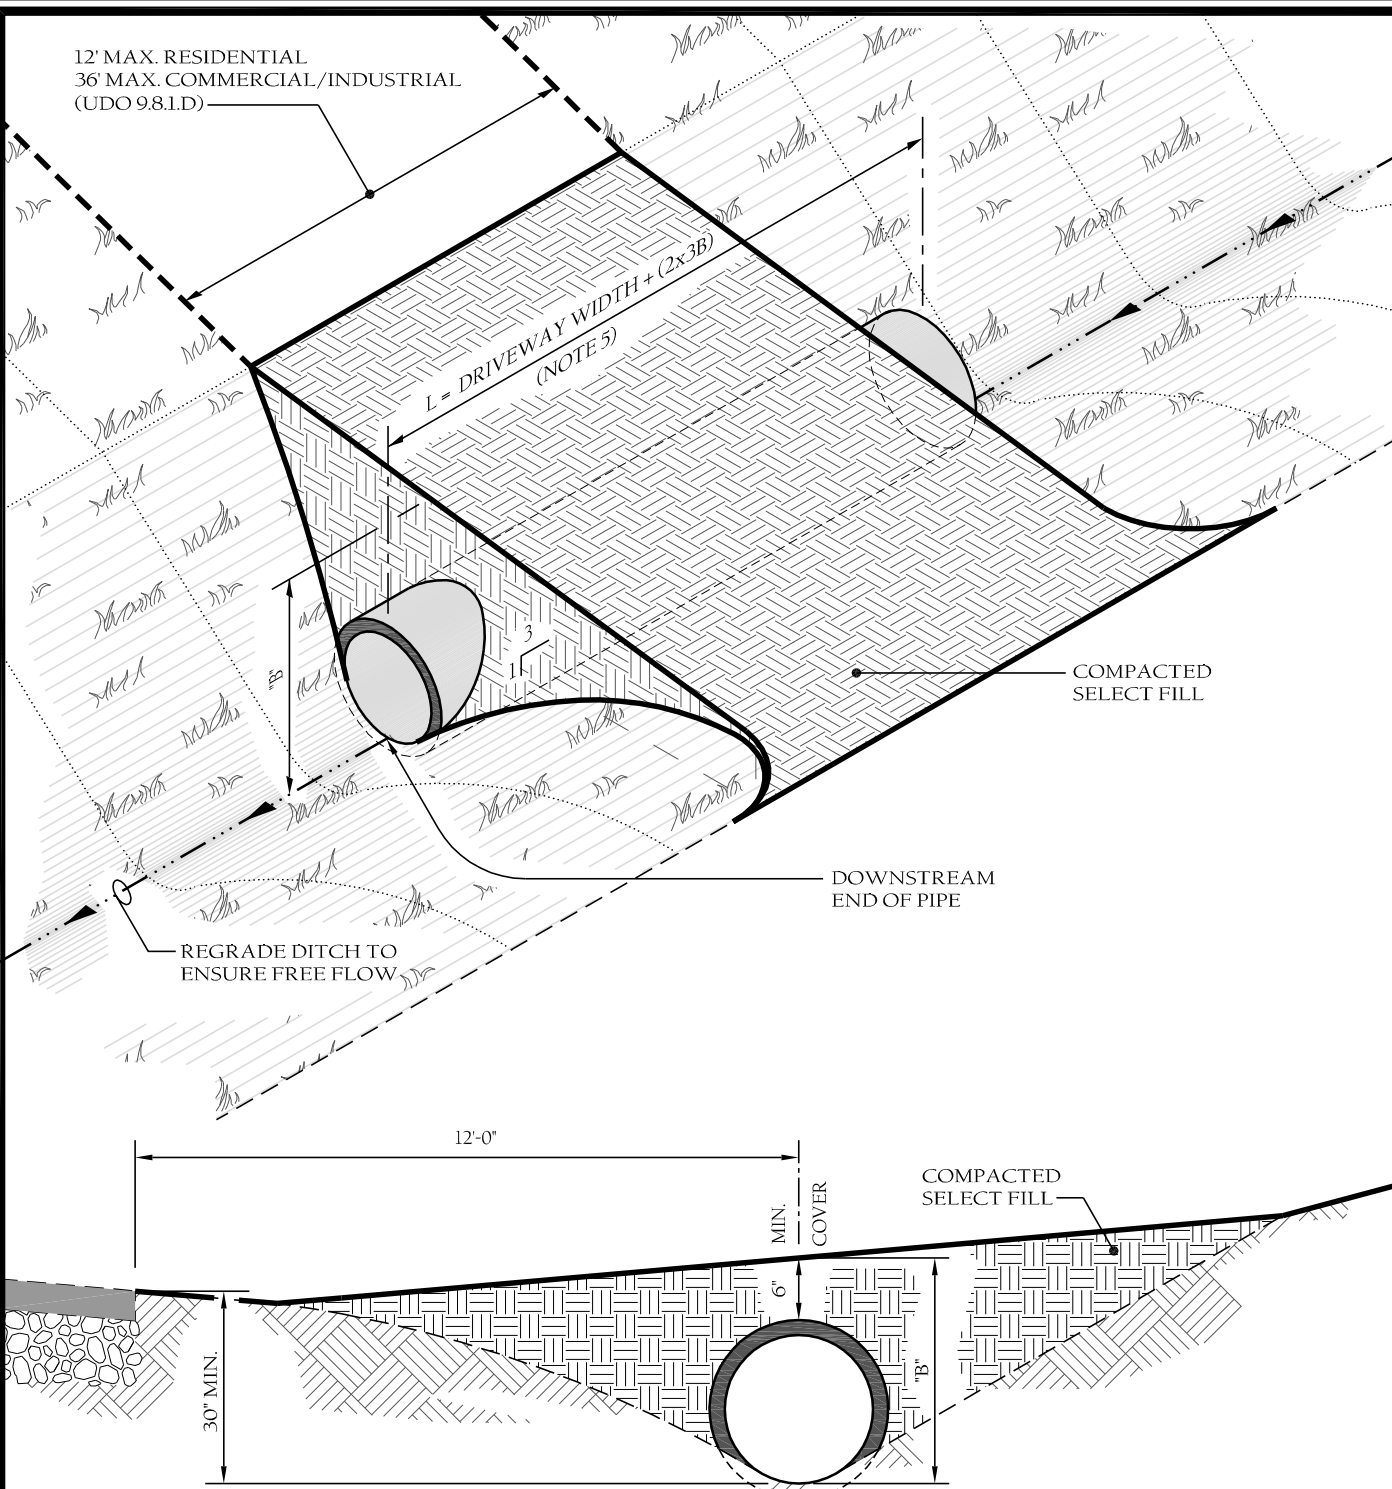 12' MAX. RESIDENTIAL
36' MAX. COMMERCIAL/INDUSTRIAL
(UDO 9.8.1.D)
L = DRIVEWAY WIDTH + (2x3B)
(NOTE 5)
"B"
3
1
COMPACTED
SELECT FILL
DOWNSTREAM
END OF PIPE
REGRADE DITCH TO
ENSURE FREE FLOW
12'-0"
MIN.
COVER
6"
COMPACTED
SELECT FILL
30" MIN.
"B"